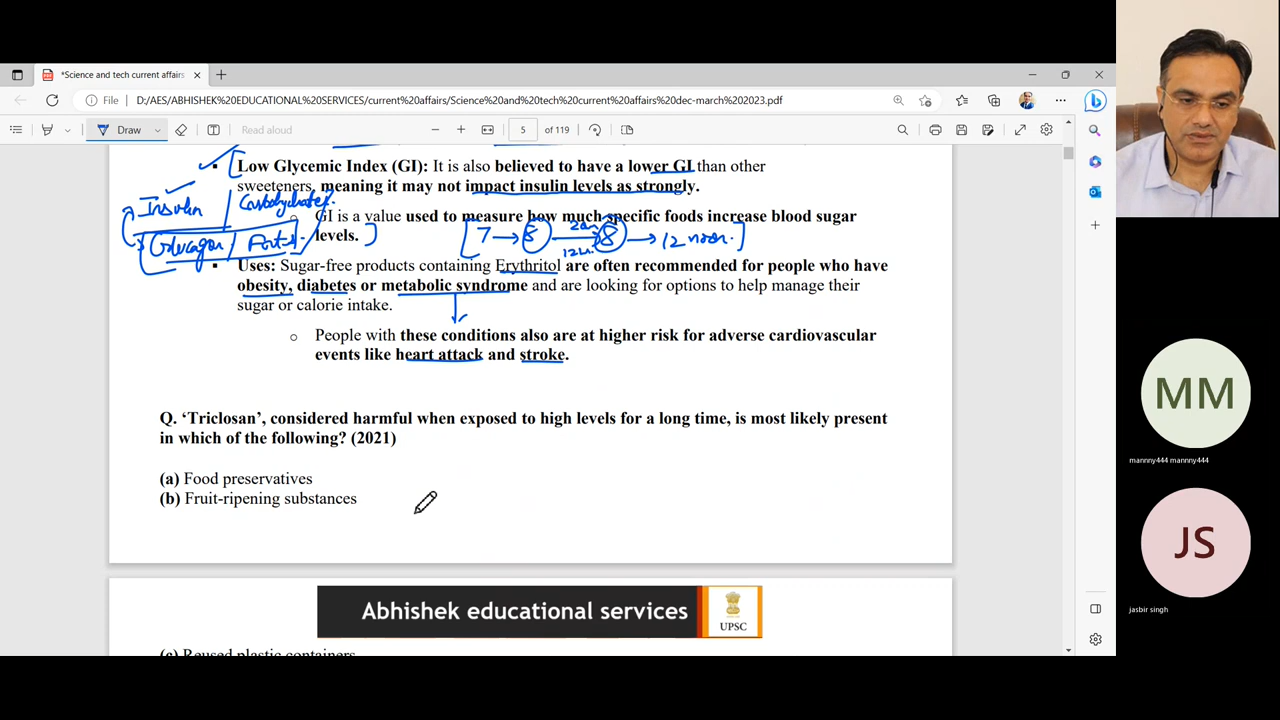 *Science and tech current affairs
File
D:/AES/ABHISHEK%20EDUCATIONAL%20SERVICES/current%20affairs/Science%20and%20tech%20current%20affairs%20dec-march%202023.pdf
Draw
Read aloud
5 of 119
Low Glycemic Index (GI): It is also believed to have a lower GI than other
sweeteners, meaning it may not impact insulin levels as strongly.
Insulin Carbohydrates
GI is a value used to measure how much specific foods increase blood sugar
levels.
Glucagon
7 → 8 → 8 → 12 noon.
Uses: Sugar-free products containing Erythritol are often recommended for people who have
obesity, diabetes or metabolic syndrome and are looking for options to help manage their
sugar or calorie intake.
People with these conditions also are at higher risk for adverse cardiovascular
events like heart attack and stroke.
Q. ‘Triclosan’, considered harmful when exposed to high levels for a long time, is most likely present
in which of the following? (2021)
(a) Food preservatives
(b) Fruit-ripening substances
Abhishek educational services
UPSC
(c) Reused plastic containers
MM
mannny444 mannny444
JS
jasbir singh